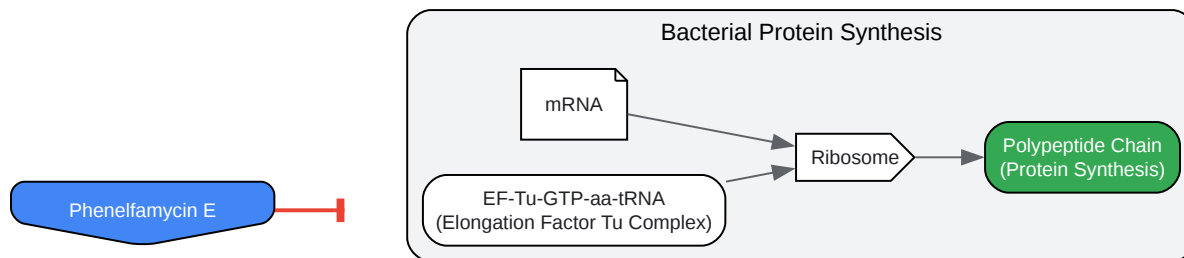 Bacterial Protein Synthesis
mRNA
Ribosome
Polypeptide Chain
(Protein Synthesis)
EF-Tu-GTP-aa-tRNA
(Elongation Factor Tu Complex)
Phenelfamycin E